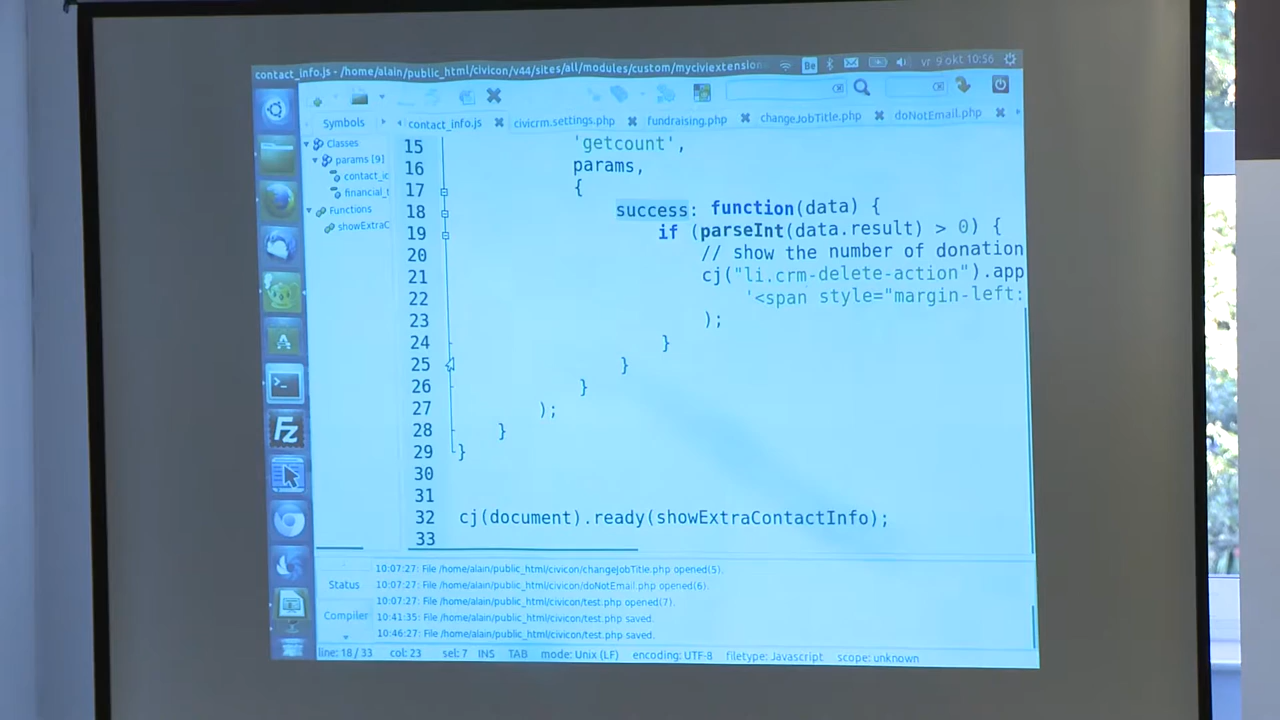 contact_info.js - /home/alain/public_html/civicon/v44/sites/all/modules/custom/myciviextension
Be vr 9 okt 10:56
Symbols contact_info.js civicrm.settings.php fundraising.php changeJobTitle.php doNotEmail.php
Classes
params [9]
contact_ic
financial_t
Functions
showExtraC
15 'getcount',
16 params,
17 {
18 success: function(data) {
19 if (parseInt(data.result) > 0) {
20 // show the number of donation
21 cj("li.crm-delete-action").app
22 '<span style="margin-left:
23 );
24 }
25 }
26 }
27 );
28 }
29 }
30
31
32 cj(document).ready(showExtraContactInfo);
33
Status
Compiler
10:07:27: File /home/alain/public_html/civicon/changeJobTitle.php opened(5).
10:07:27: File /home/alain/public_html/civicon/doNotEmail.php opened(6).
10:07:27: File /home/alain/public_html/civicon/test.php opened(7).
10:41:35: File /home/alain/public_html/civicon/test.php saved.
10:46:27: File /home/alain/public_html/civicon/test.php saved.
line: 18 / 33 col: 23 sel: 7 INS TAB mode: Unix (LF) encoding: UTF-8 filetype: Javascript scope: unknown